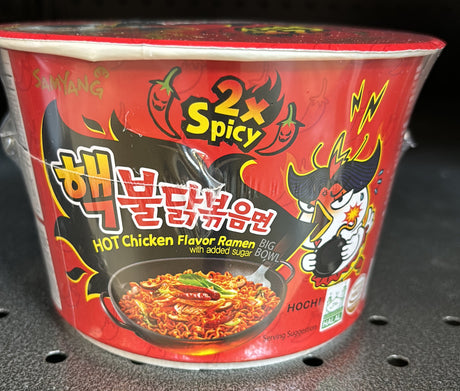 SAMYANG
2x
Spicy
핵불닭볶음면
HOT Chicken Flavor Ramen BIG
with added sugar BOWL
HOCHI
Serving Suggestion
HALAL